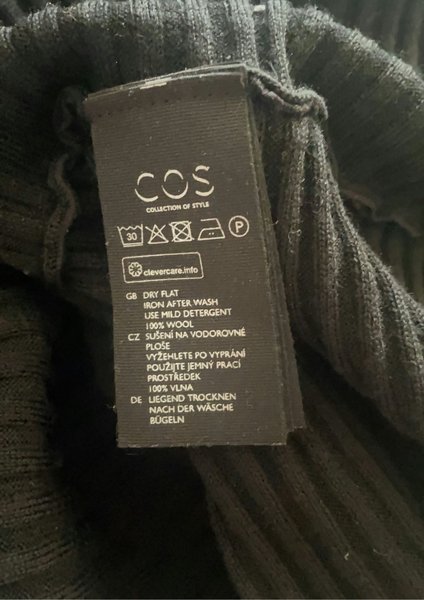 COS
COLLECTION OF STYLE
30 P
clevercare.info
GB DRY FLAT
IRON AFTER WASH
USE MILD DETERGENT
100% WOOL
CZ SUŠENÍ NA VODOROVNÉ
PLOŠE
VYŽEHLETE PO VYPRÁNÍ
POUŽIJTE JEMNÝ PRACÍ
PROSTŘEDEK
100% VLNA
DE LIEGEND TROCKNEN
NACH DER WÄSCHE
BÜGELN